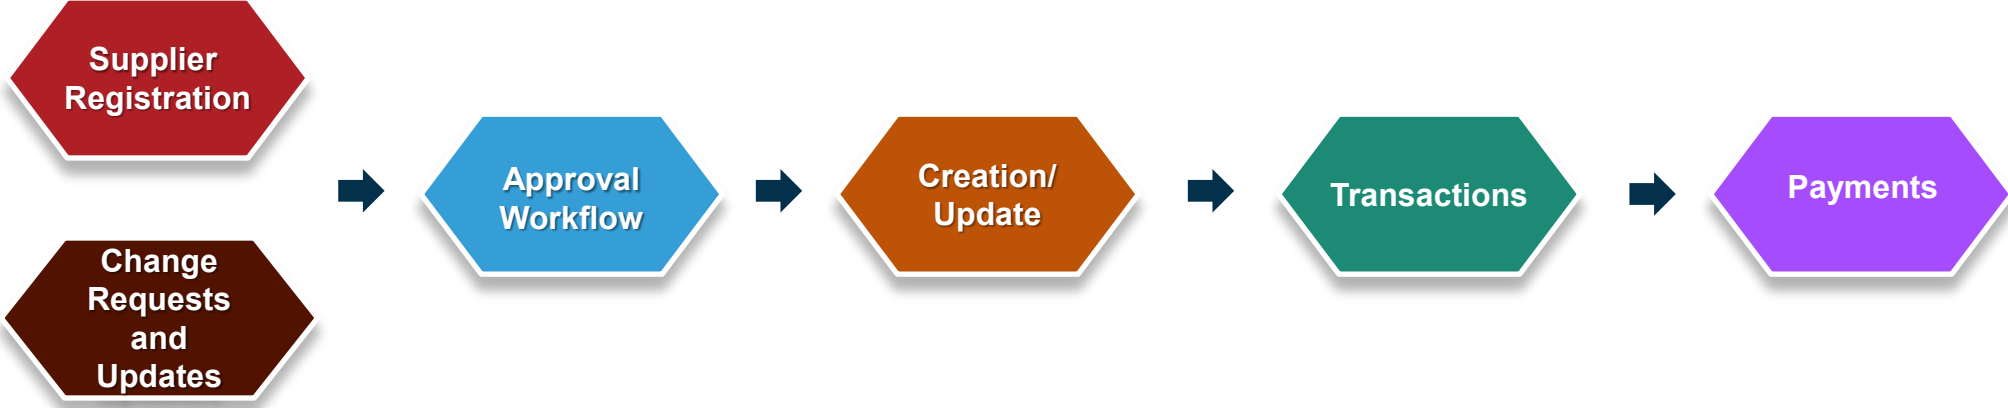 Supplier
Registration
Change
Requests
and
Updates
Approval
Workflow
Creation/
Update
Transactions
Payments